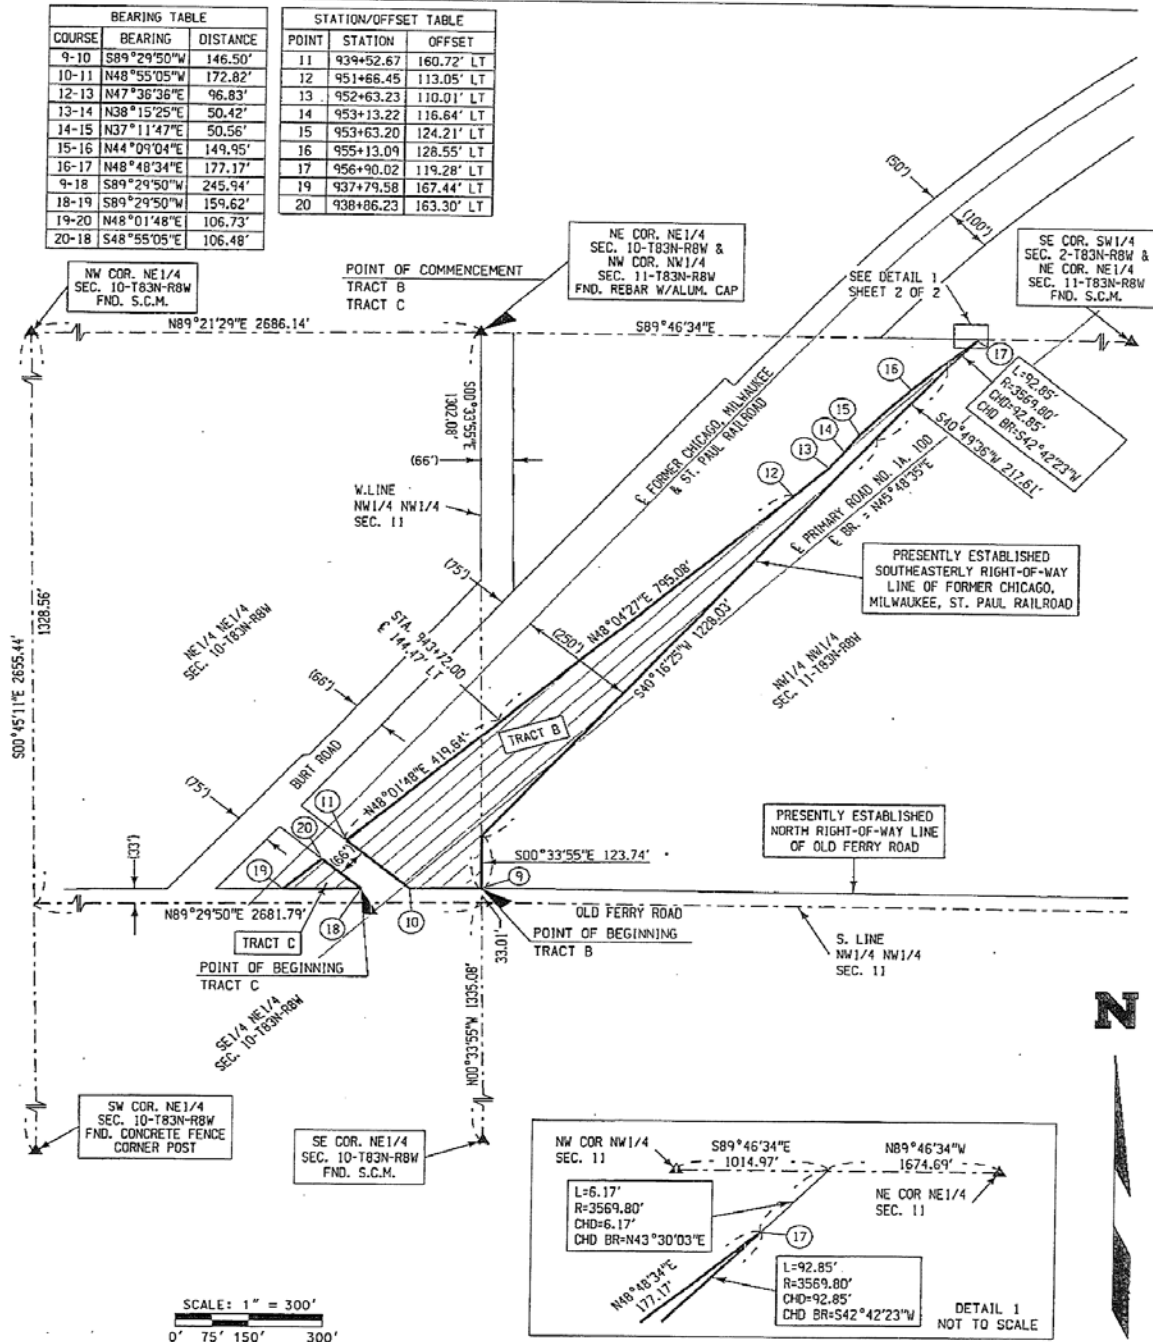 BEARING TABLE
COURSE BEARING DISTANCE
9-10 S89°29'50"W 146.50'
10-11 N48°55'05"W 172.82'
12-13 N47°36'36"E 96.83'
13-14 N38°15'25"E 50.42'
14-15 N37°11'47"E 50.56'
15-16 N44°09'04"E 149.95'
16-17 N48°48'34"E 177.17'
9-18 S89°29'50"W 245.94'
18-19 S89°29'50"W 159.62'
19-20 N48°01'48"E 106.73'
20-18 S48°55'05"E 106.48'
STATION/OFFSET TABLE
POINT STATION OFFSET
11 939+52.67 160.72' LT
12 951+66.45 113.05' LT
13 952+63.23 110.01' LT
14 953+13.22 116.64' LT
15 953+63.20 124.21' LT
16 955+13.09 128.55' LT
17 956+90.02 119.28' LT
19 937+79.58 167.44' LT
20 938+86.23 163.30' LT
NW COR. NE1/4
SEC. 10-T83N-R8W
FND. S.C.M.
POINT OF COMMENCEMENT
TRACT B
TRACT C
NE COR. NE1/4
SEC. 10-T83N-R8W &
NW COR. NW1/4
SEC. 11-T83N-R8W
FND. REBAR W/ALUM. CAP
SEE DETAIL 1
SHEET 2 OF 2
SE COR. SW1/4
SEC. 2-T83N-R8W &
NE COR. NE1/4
SEC. 11-T83N-R8W
FND. S.C.M.
(50')
(100')
N89°21'29"E 2686.14'
S89°46'34"E
17
16
15
14
13
12
L=92.85'
R=3569.80'
CHD=92.85'
CHD BR=S42°42'23"W
S40°49'36"W 217.61'
S00°33'55"E
1302.08'
(66')
W.LINE
NW1/4 NW1/4
SEC. 11
℄ FORMER CHICAGO, MILWAUKEE
& ST. PAUL RAILROAD
℄ PRIMARY ROAD NO. IA. 100
℄ BR. = N45°48'35"E
PRESENTLY ESTABLISHED
SOUTHEASTERLY RIGHT-OF-WAY
LINE OF FORMER CHICAGO,
MILWAUKEE, ST. PAUL RAILROAD
(75')
N48°04'27"E 795.08'
(250')
S40°16'25"W 1228.03'
STA. 943+72.00
℄ 144.47' LT
NE1/4 NE1/4
SEC. 10-T83N-R8W
NW1/4 NW1/4
SEC. 11-T83N-R8W
S00°45'11"E 2655.44'
1328.56'
(66')
TRACT B
BURT ROAD
N48°01'48"E 419.64'
(75')
11
20
(66')
19
(33')
PRESENTLY ESTABLISHED
NORTH RIGHT-OF-WAY LINE
OF OLD FERRY ROAD
S00°33'55"E 123.74'
9
N89°29'50"E 2681.79'
18
10
OLD FERRY ROAD
TRACT C
33.01'
POINT OF BEGINNING
TRACT B
POINT OF BEGINNING
TRACT C
S. LINE
NW1/4 NW1/4
SEC. 11
SE1/4 NE1/4
SEC. 10-T83N-R8W
N00°33'55"W 1335.08'
N
SW COR. NE1/4
SEC. 10-T83N-R8W
FND. CONCRETE FENCE
CORNER POST
SE COR. NE1/4
SEC. 10-T83N-R8W
FND. S.C.M.
NW COR NW1/4
SEC. 11
S89°46'34"E
1014.97'
N89°46'34"W
1674.69'
NE COR NE1/4
SEC. 11
L=6.17'
R=3569.80'
CHD=6.17'
CHD BR=N43°30'03"E
17
N48°48'34"E
177.17'
L=92.85'
R=3569.80'
CHD=92.85'
CHD BR=S42°42'23"W
DETAIL 1
NOT TO SCALE
SCALE: 1" = 300'
0' 75' 150' 300'